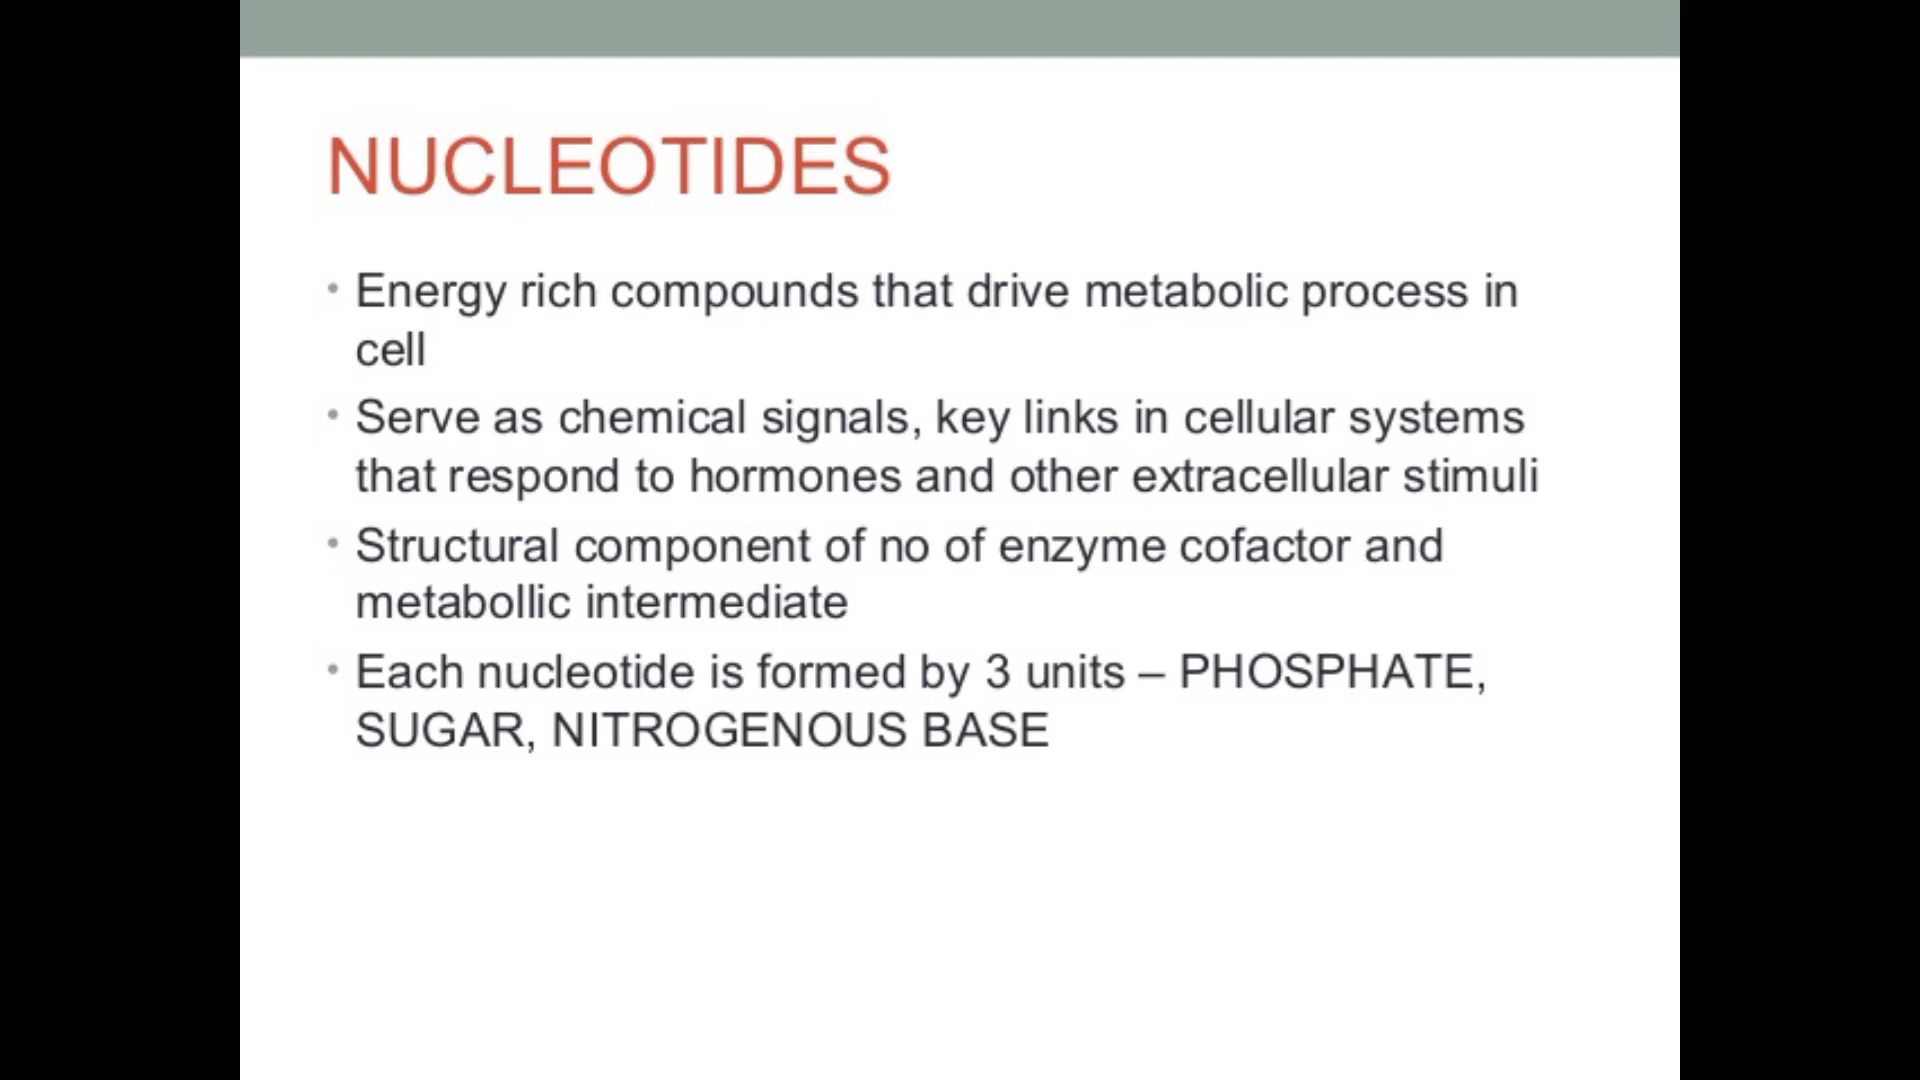 NUCLEOTIDES
• Energy rich compounds that drive metabolic process in
cell
• Serve as chemical signals, key links in cellular systems
that respond to hormones and other extracellular stimuli
• Structural component of no of enzyme cofactor and
metabollic intermediate
• Each nucleotide is formed by 3 units – PHOSPHATE,
SUGAR, NITROGENOUS BASE